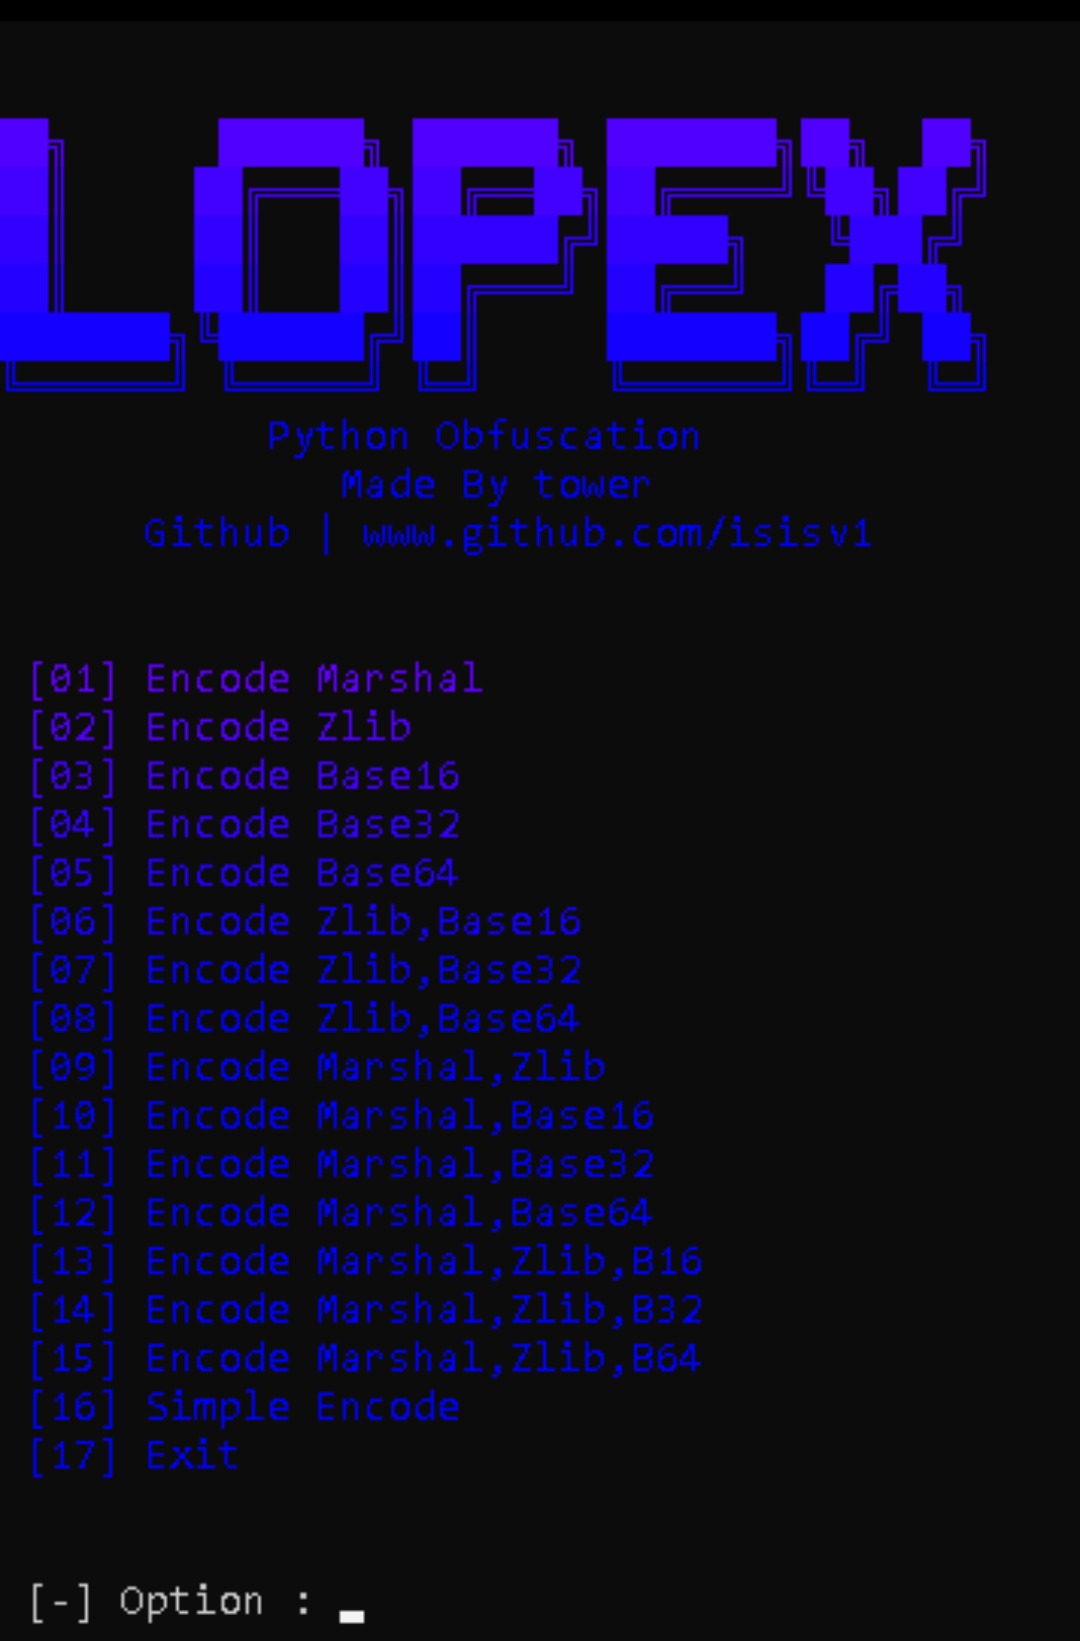 LOPEX
Python Obfuscation
Made By tower
Github | www.github.com/isisv1
[01] Encode Marshal
[02] Encode Zlib
[03] Encode Base16
[04] Encode Base32
[05] Encode Base64
[06] Encode Zlib,Base16
[07] Encode Zlib,Base32
[08] Encode Zlib,Base64
[09] Encode Marshal,Zlib
[10] Encode Marshal,Base16
[11] Encode Marshal,Base32
[12] Encode Marshal,Base64
[13] Encode Marshal,Zlib,B16
[14] Encode Marshal,Zlib,B32
[15] Encode Marshal,Zlib,B64
[16] Simple Encode
[17] Exit
[-] Option :